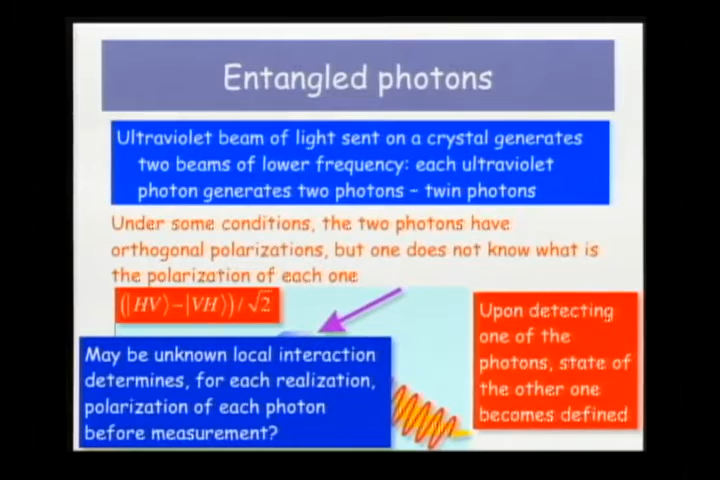 Entangled photons
Ultraviolet beam of light sent on a crystal generates
two beams of lower frequency: each ultraviolet
photon generates two photons – twin photons
Under some conditions, the two photons have
orthogonal polarizations, but one does not know what is
the polarization of each one
(|HV⟩−|VH⟩)/√2
May be unknown local interaction
determines, for each realization,
polarization of each photon
before measurement?
Upon detecting
one of the
photons, state of
the other one
becomes defined